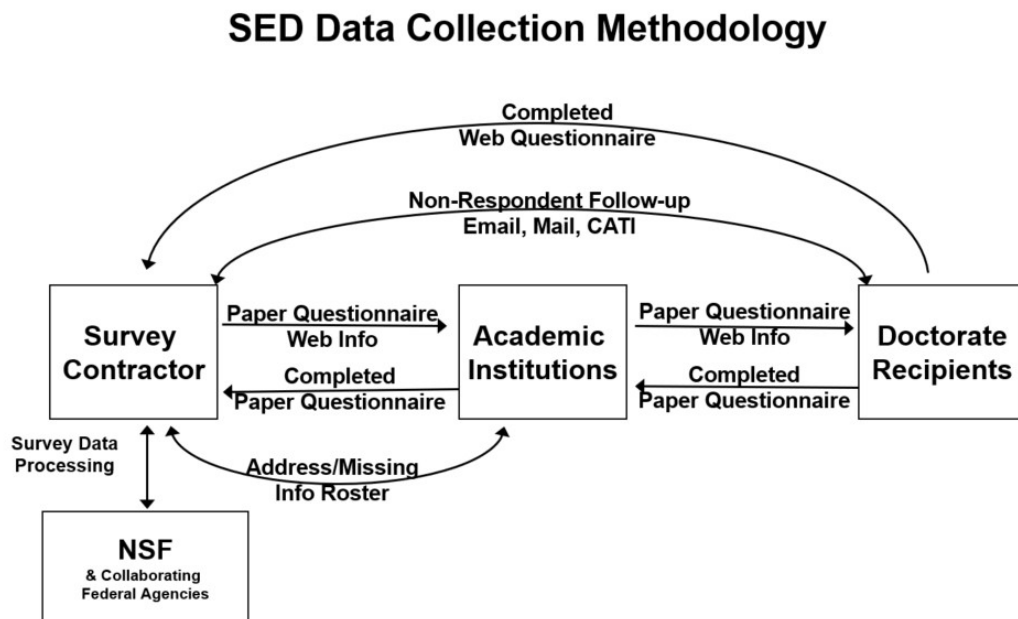 SED Data Collection Methodology
Completed
Web Questionnaire
Non-Respondent Follow-up
Email, Mail, CATI
Survey
Contractor
Paper Questionnaire
Web Info
Completed
Paper Questionnaire
Academic
Institutions
Paper Questionnaire
Web Info
Completed
Paper Questionnaire
Doctorate
Recipients
Survey Data
Processing
Address/Missing
Info Roster
NSF
& Collaborating
Federal Agencies